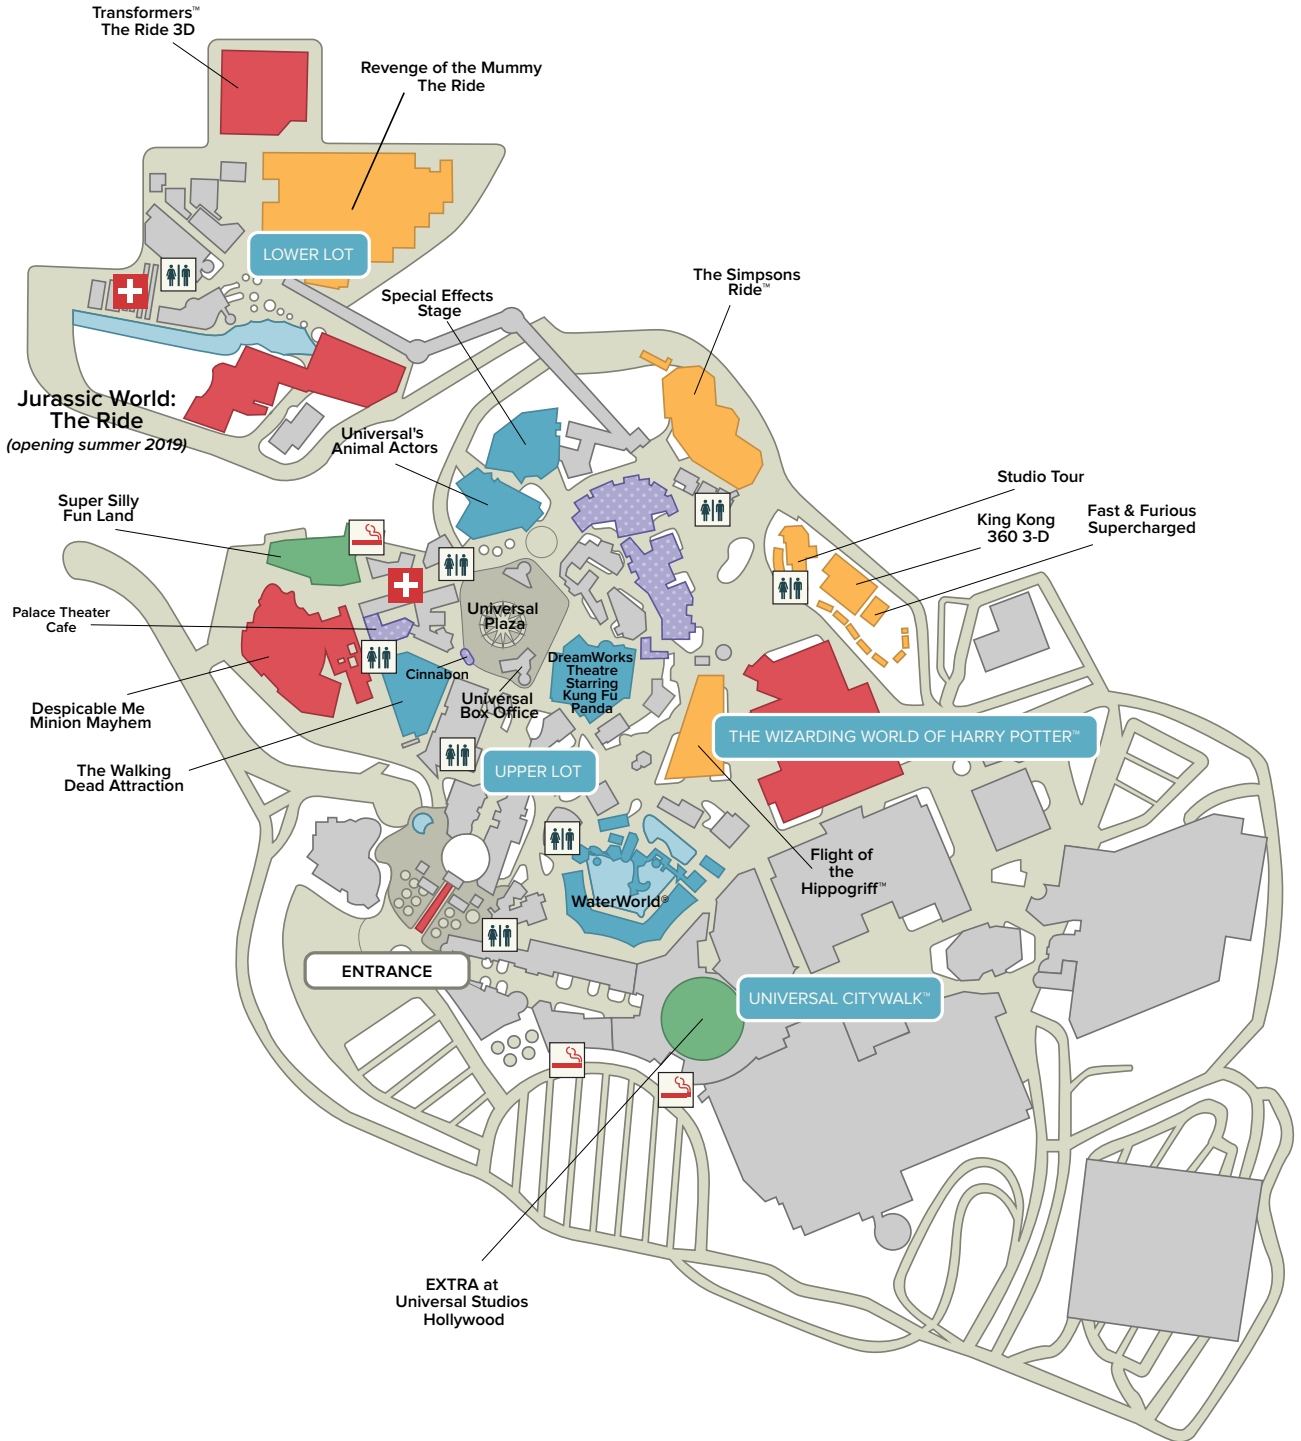 Transformers™
The Ride 3D
Revenge of the Mummy
The Ride
LOWER LOT
The Simpsons
Ride™
Special Effects
Stage
Jurassic World:
The Ride
(opening summer 2019)
Universal's
Animal Actors
Studio Tour
Super Silly
Fun Land
King Kong
360 3-D
Fast & Furious
Supercharged
Universal
Plaza
Palace Theater
Cafe
Cinnabon
DreamWorks
Theatre
Starring
Kung Fu
Panda
Universal
Box Office
Despicable Me
Minion Mayhem
THE WIZARDING WORLD OF HARRY POTTER™
The Walking
Dead Attraction
UPPER LOT
Flight of
the
Hippogriff™
WaterWorld®
ENTRANCE
UNIVERSAL CITYWALK™
EXTRA at
Universal Studios
Hollywood